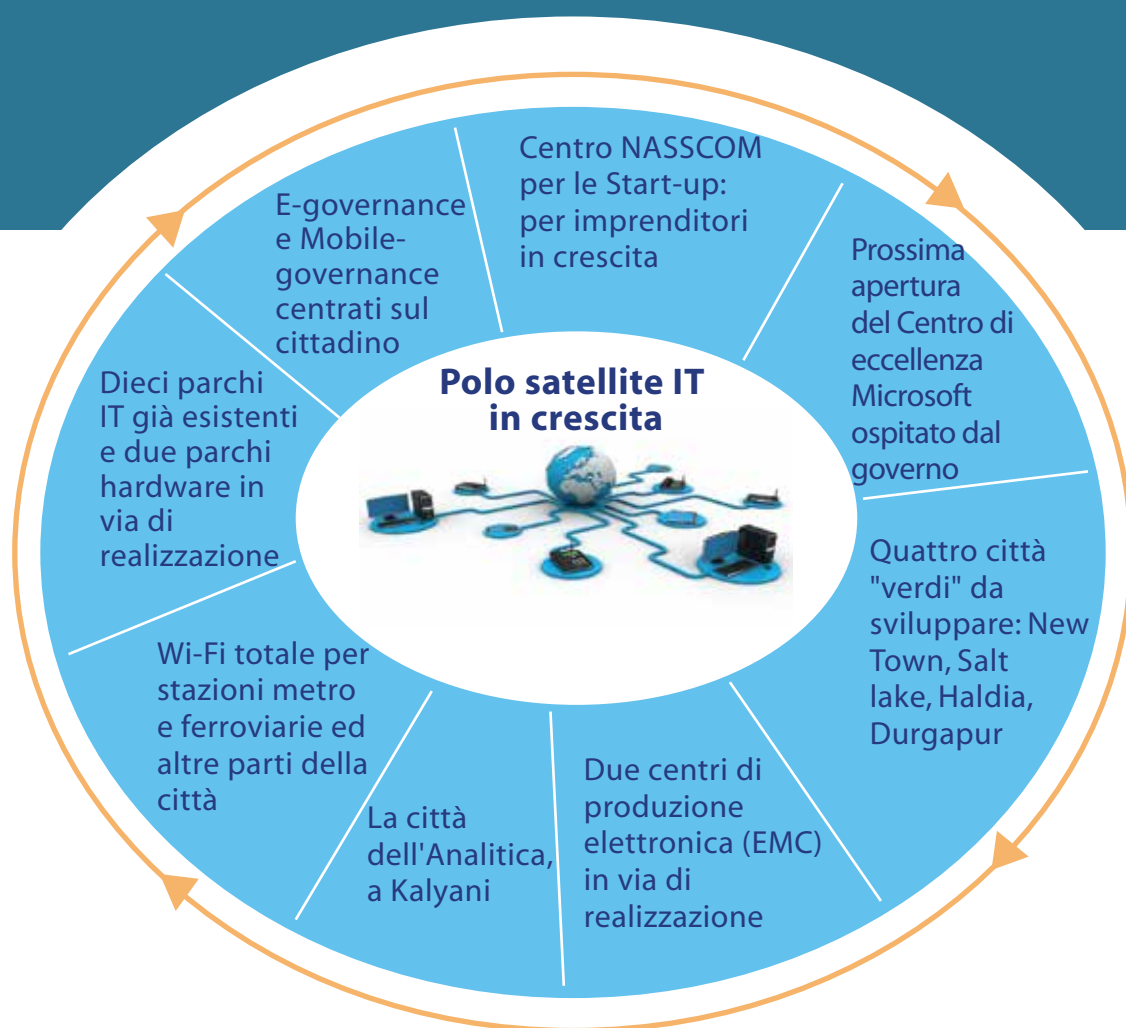 Polo satellite IT
in crescita
Centro NASSCOM
per le Start-up:
per imprenditori
in crescita
Prossima
apertura
del Centro di
eccellenza
Microsoft
ospitato dal
governo
Quattro città
"verdi" da
sviluppare: New
Town, Salt
lake, Haldia,
Durgapur
Due centri di
produzione
elettronica (EMC)
in via di
realizzazione
La città
dell'Analitica,
a Kalyani
Wi-Fi totale per
stazioni metro
e ferroviarie ed
altre parti della
città
Dieci parchi
IT già esistenti
e due parchi
hardware in
via di
realizzazione
E-governance
e Mobile-
governance
centrati sul
cittadino